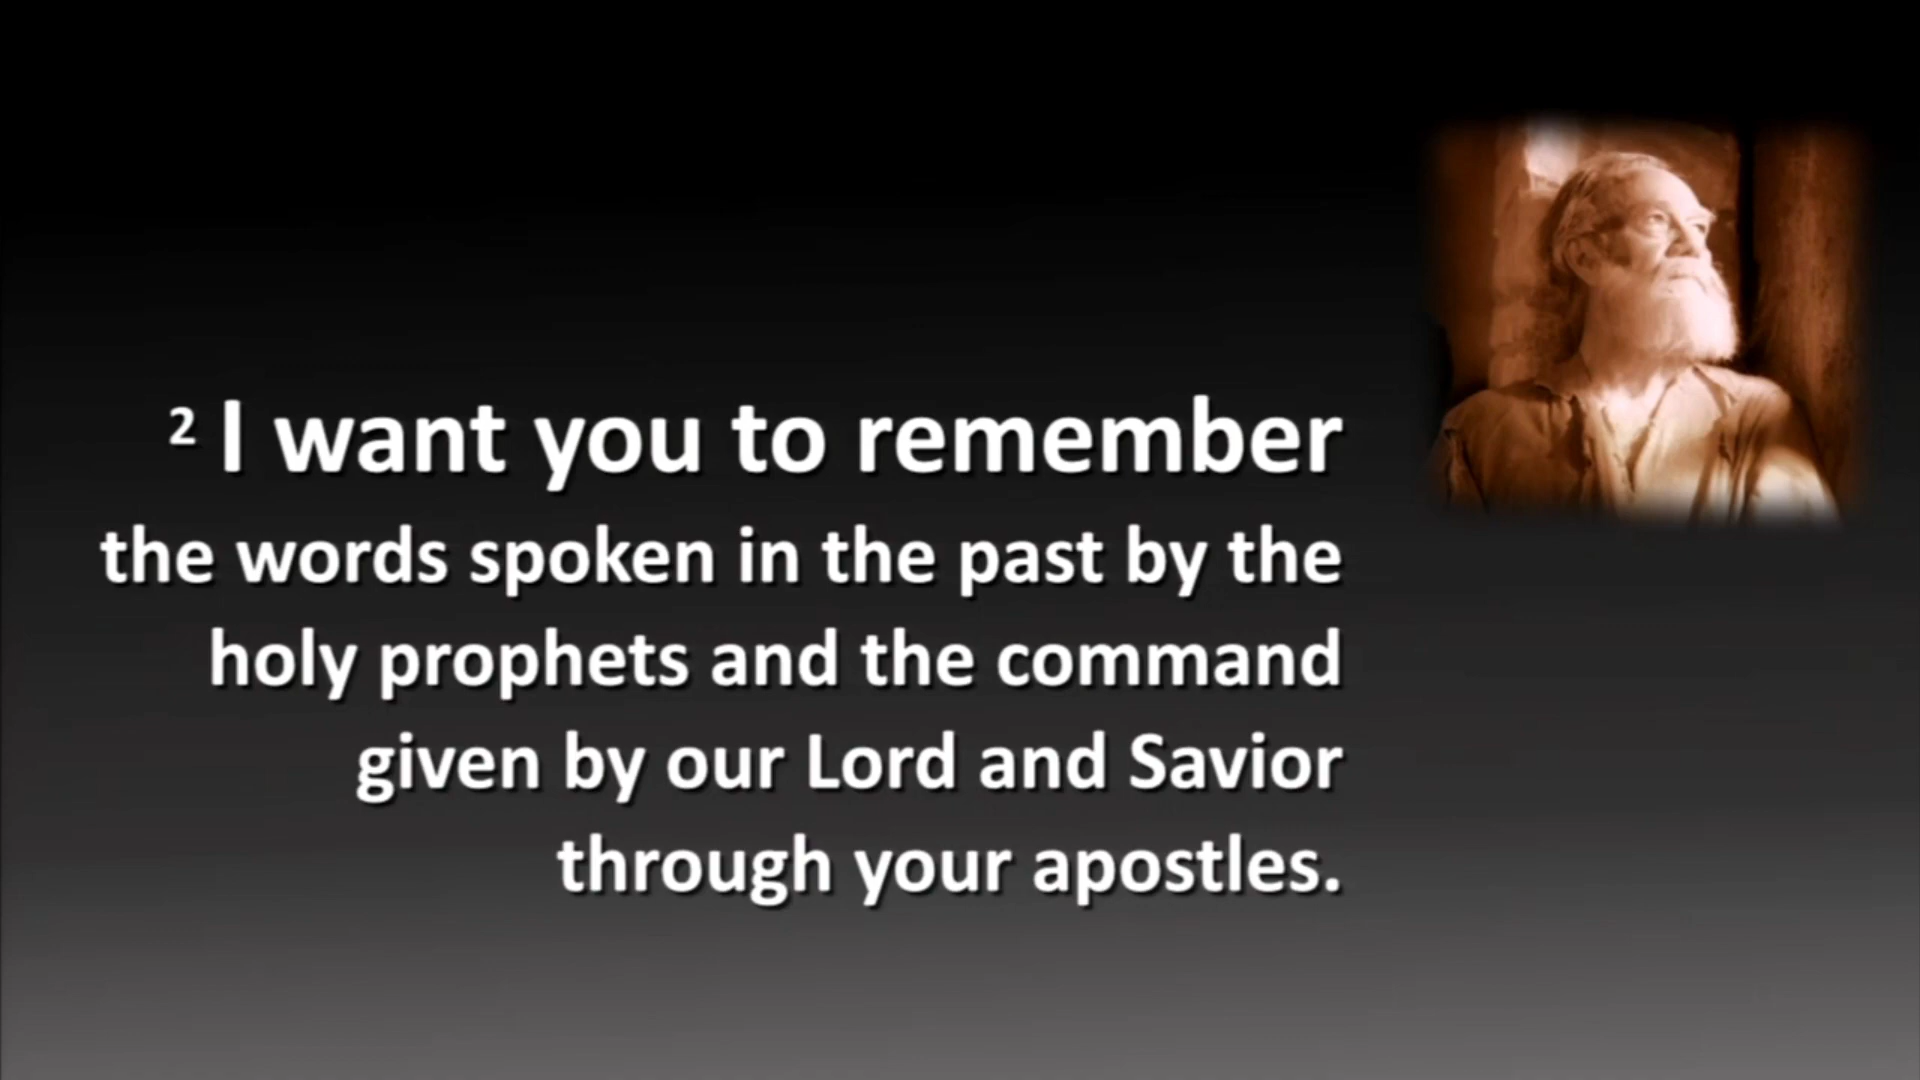 ² I want you to remember
the words spoken in the past by the
holy prophets and the command
given by our Lord and Savior
through your apostles.